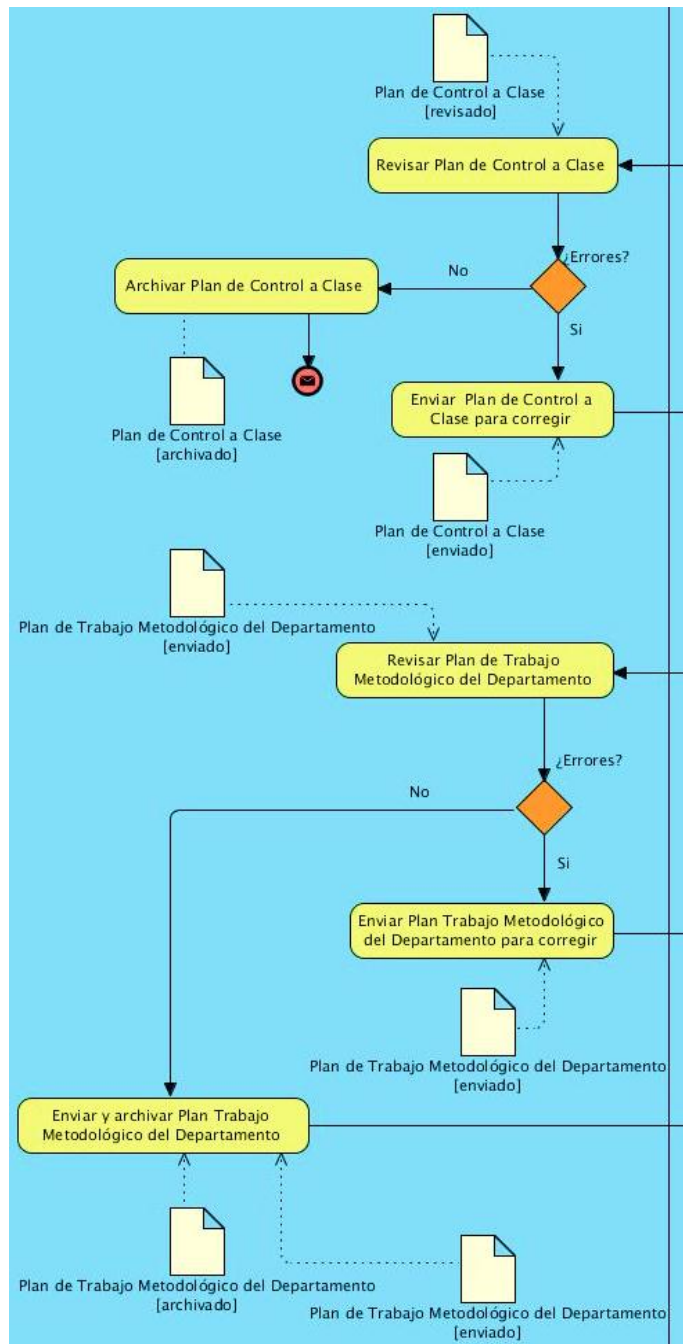 Plan de Control a Clase
[revisado]
Revisar Plan de Control a Clase
¿Errores?
No
Archivar Plan de Control a Clase
Si
Enviar Plan de Control a
Clase para corregir
Plan de Control a Clase
[archivado]
Plan de Control a Clase
[enviado]
Plan de Trabajo Metodológico del Departamento
[enviado]
Revisar Plan de Trabajo
Metodológico del Departamento
¿Errores?
No
Si
Enviar Plan Trabajo Metodológico
del Departamento para corregir
Plan de Trabajo Metodológico del Departamento
[enviado]
Enviar y archivar Plan Trabajo
Metodológico del Departamento
Plan de Trabajo Metodológico del Departamento
[archivado]
Plan de Trabajo Metodológico del Departamento
[enviado]